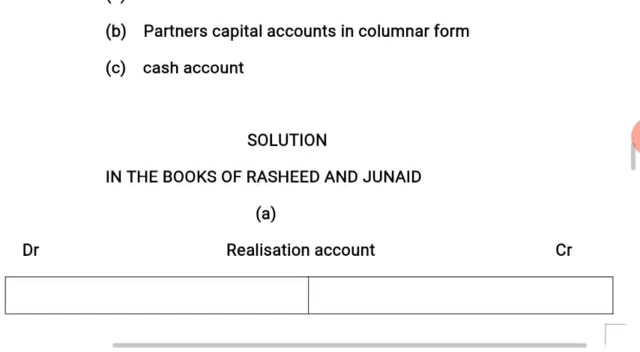 (b) Partners capital accounts in columnar form
(c) cash account
SOLUTION
IN THE BOOKS OF RASHEED AND JUNAID
(a)
Dr Realisation account Cr